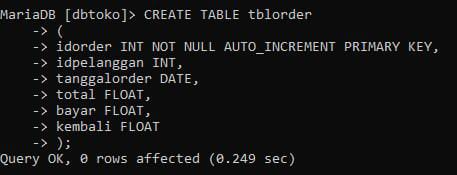 MariaDB [dbtoko]> CREATE TABLE tblorder
    -> (
    -> idorder INT NOT NULL AUTO_INCREMENT PRIMARY KEY,
    -> idpelanggan INT,
    -> tanggalorder DATE,
    -> total FLOAT,
    -> bayar FLOAT,
    -> kembali FLOAT
    -> );
Query OK, 0 rows affected (0.249 sec)